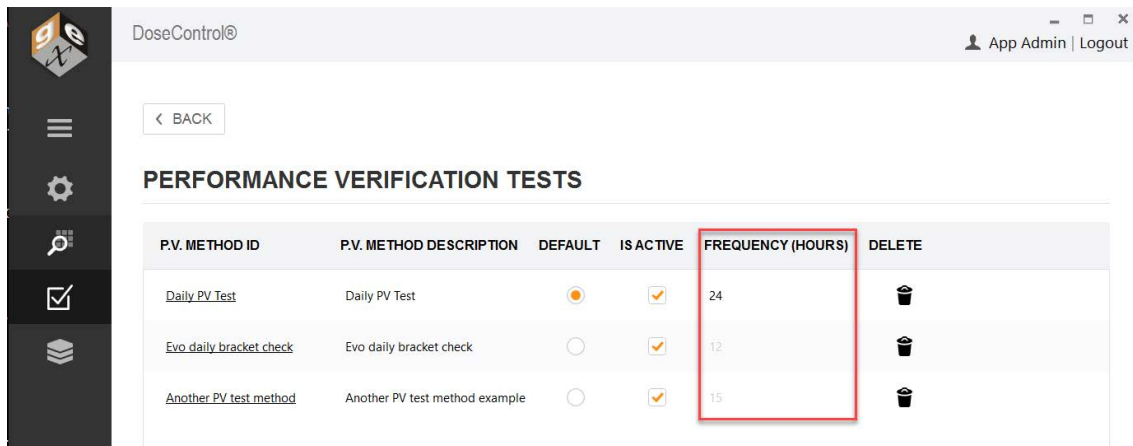 gex
DoseControl®
App Admin | Logout
BACK
PERFORMANCE VERIFICATION TESTS
P.V. METHOD ID P.V. METHOD DESCRIPTION DEFAULT IS ACTIVE FREQUENCY (HOURS) DELETE
Daily PV Test Daily PV Test 24
Evo daily bracket check Evo daily bracket check 12
Another PV test method Another PV test method example 15